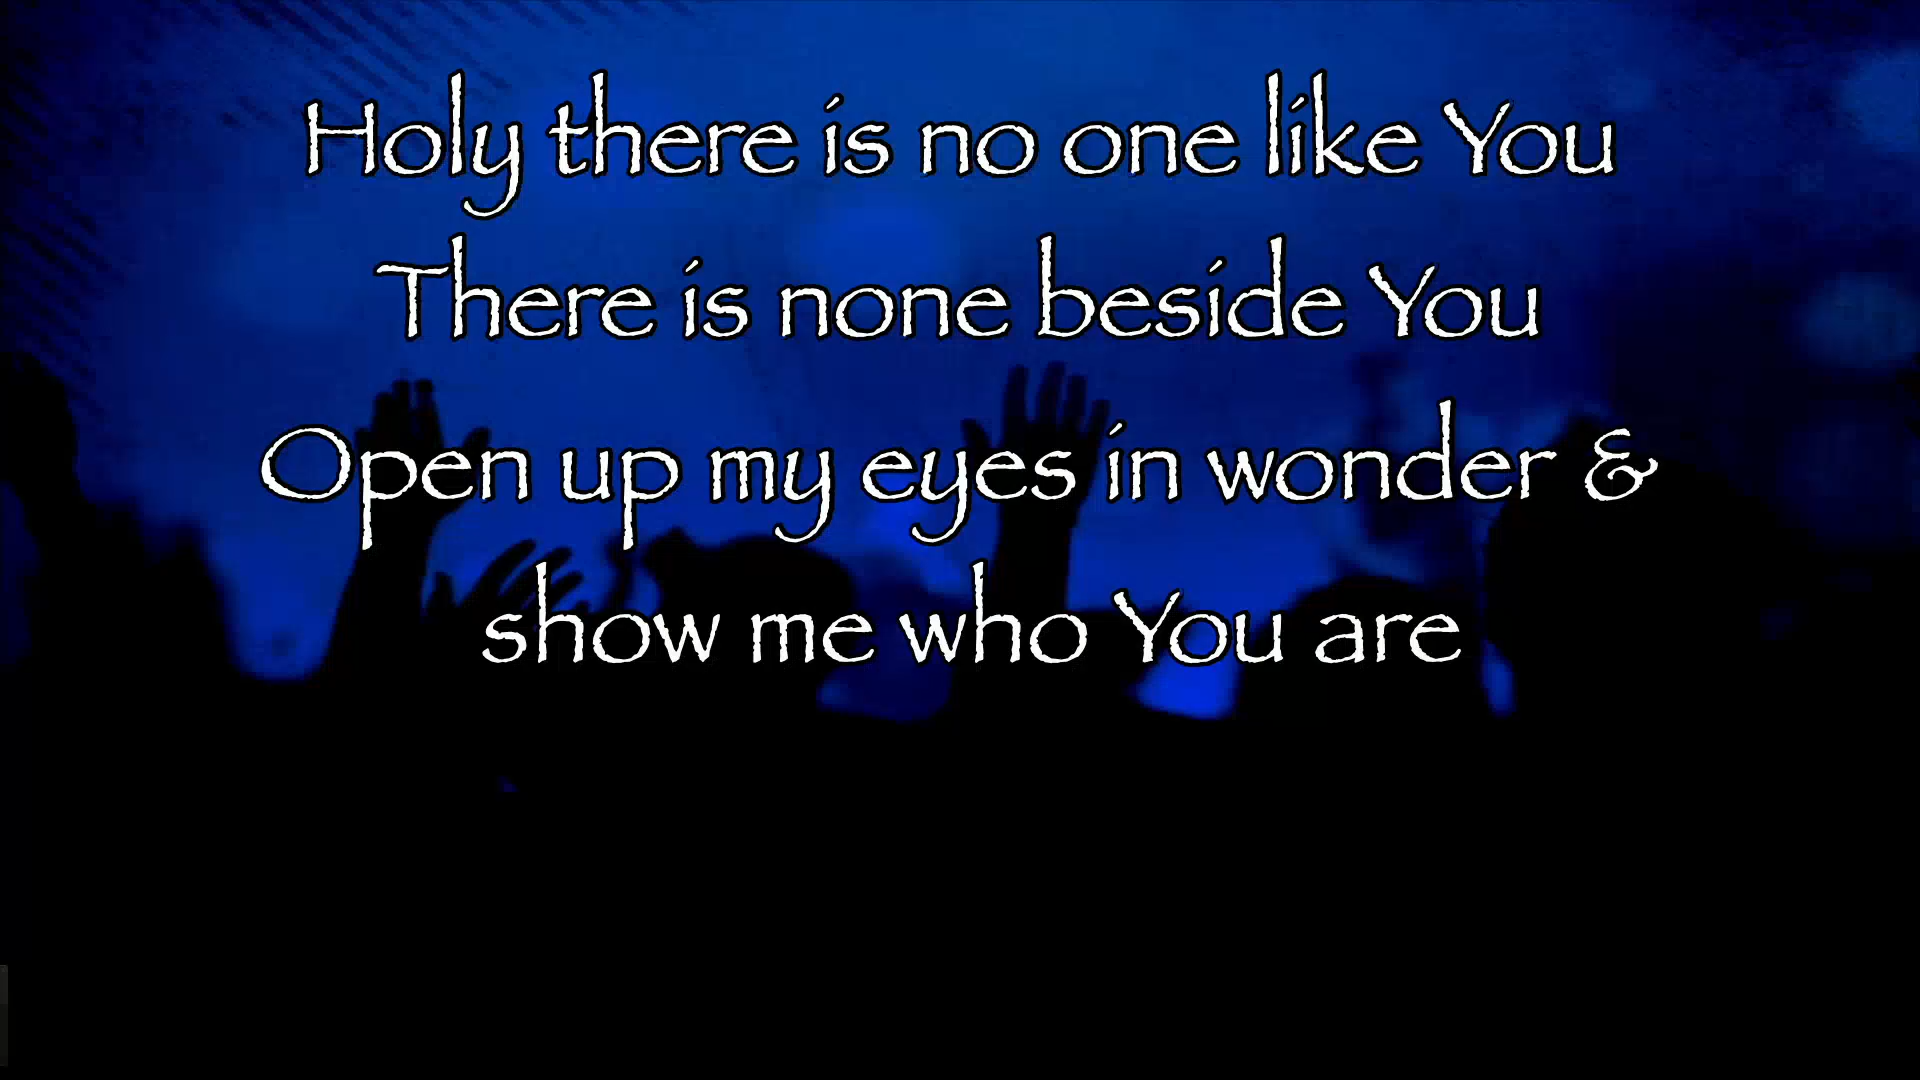 Holy there is no one like You
There is none beside You
Open up my eyes in wonder &
show me who You are